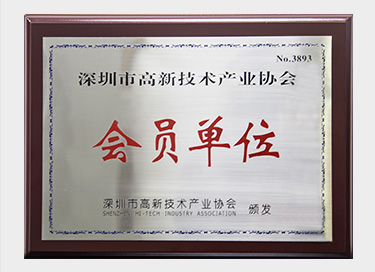 No.3893
深圳市高新技术产业协会
会员单位
深圳市高新技术产业协会 颁发
SHENZHEN HI-TECH INDUSTRY ASSOCIATION